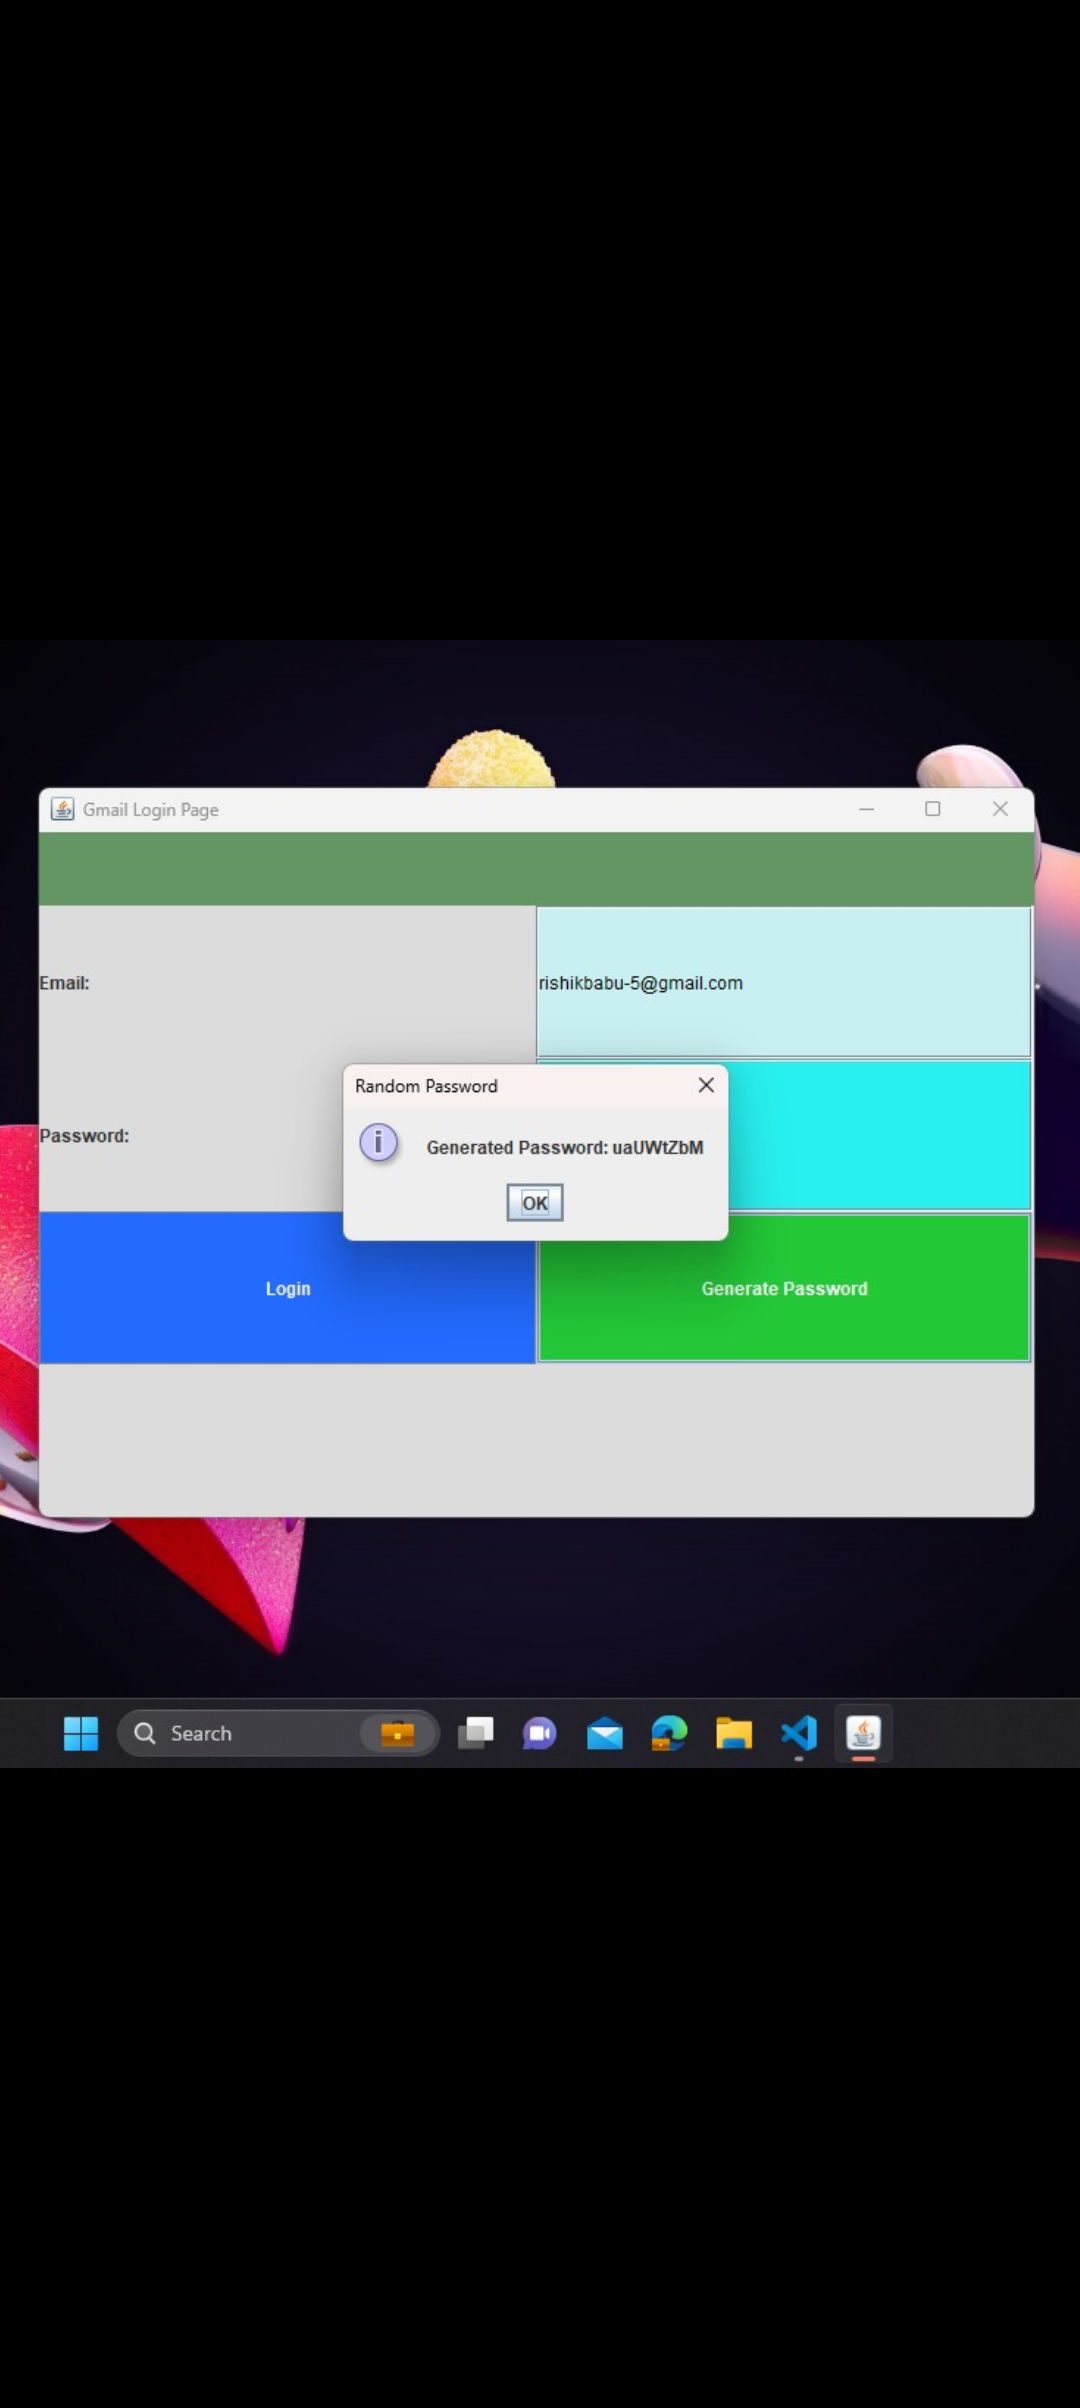 Gmail Login Page
Email:
rishikbabu-5@gmail.com
Random Password
Password:
Generated Password: uaUWtZbM
OK
Login
Generate Password
Search